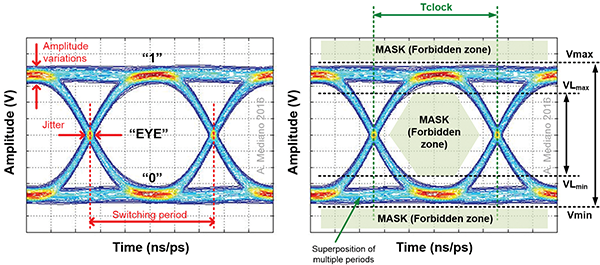 Amplitude
variations
"1"
Jitter
"EYE"
"0"
Switching period
Amplitude (V)
Time (ns/ps)
A. Mediano 2016
Tclock
MASK (Forbidden zone)
Vmax
VLmax
MASK
(Forbidden
zone)
VLmin
MASK (Forbidden zone)
Vmin
Amplitude (V)
Time (ns/ps)
A. Mediano 2016
Superposition of
multiple periods